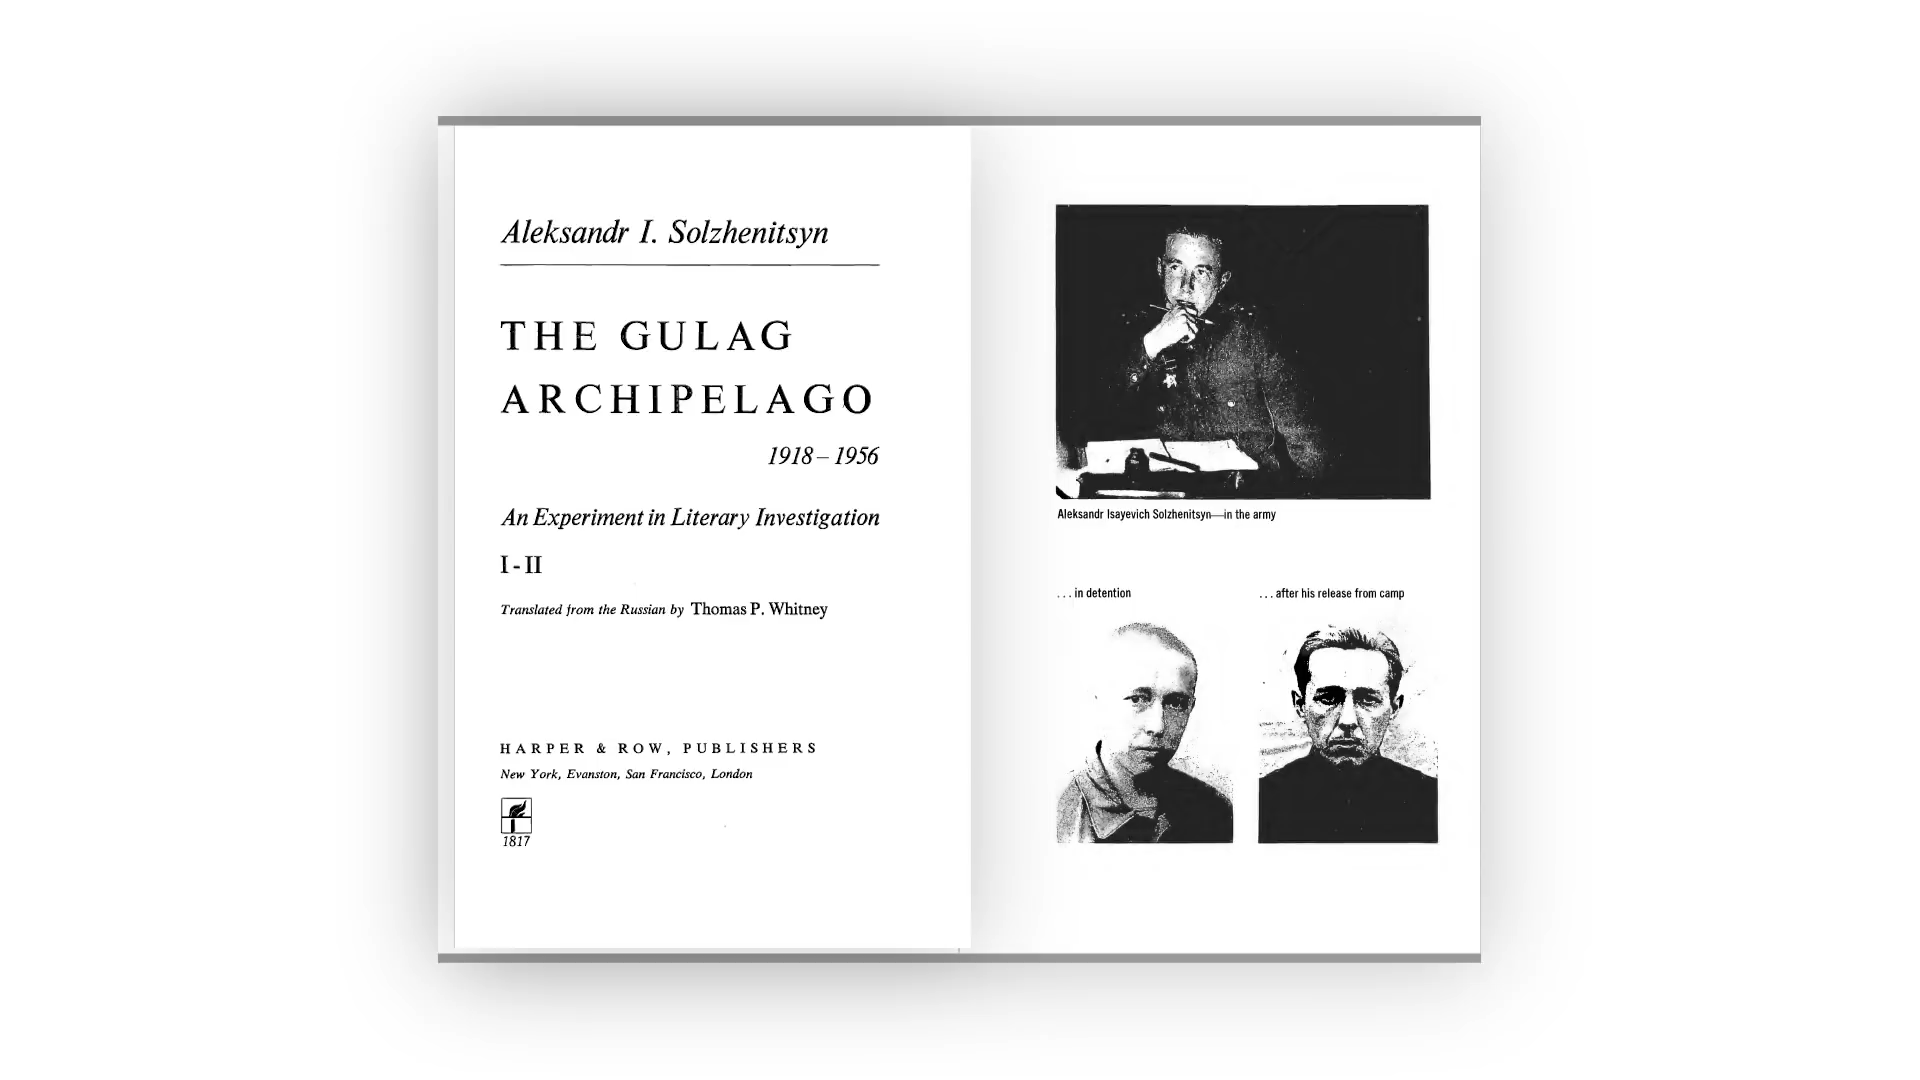 Aleksandr I. Solzhenitsyn
THE GULAG
ARCHIPELAGO
1918–1956
An Experiment in Literary Investigation
I-II
Translated from the Russian by Thomas P. Whitney
HARPER & ROW, PUBLISHERS
New York, Evanston, San Francisco, London
1817
Aleksandr Isayevich Solzhenitsyn—in the army
. . . in detention
. . . after his release from camp